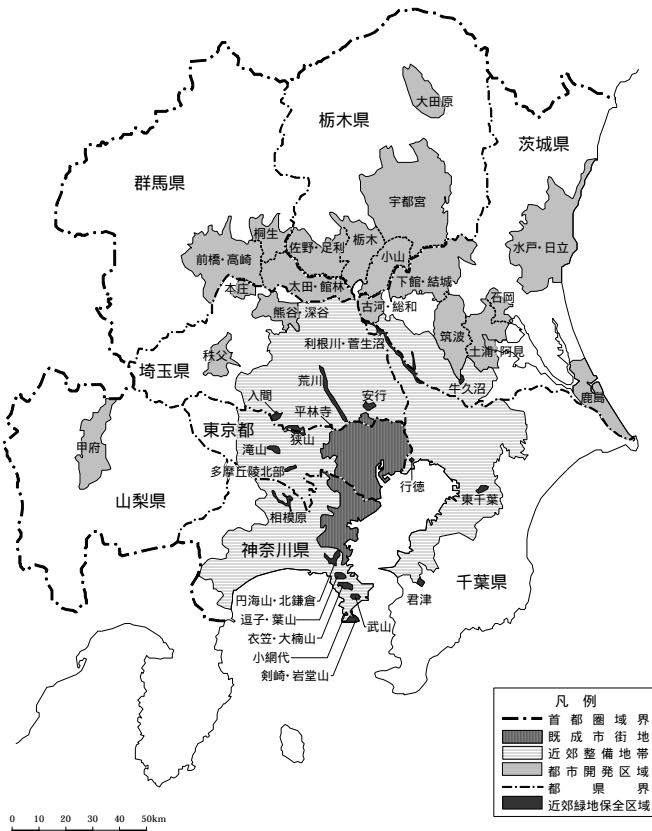 大田原
栃木県
茨城県
群馬県
宇都宮
桐生
佐野・足利
栃木
小山
水戸・日立
前橋・高崎
本庄
太田・館林
下館・結城
石岡
熊谷・深谷
古河・総和
筑波
利根川・菅生沼
土浦・阿見
秩父
埼玉県
牛久沼
荒川
入間
安行
鹿島
平林寺
東京都
狭山
甲府
滝山
多摩丘陵北部
行徳
東千葉
山梨県
相模原
神奈川県
千葉県
円海山・北鎌倉
君津
逗子・葉山
武山
衣笠・大楠山
小網代
剣崎・岩堂山
凡 例
首都圏域界
既成市街地
近郊整備地帯
都市開発区域
都県界
近郊緑地保全区域
0 10 20 30 40 50km